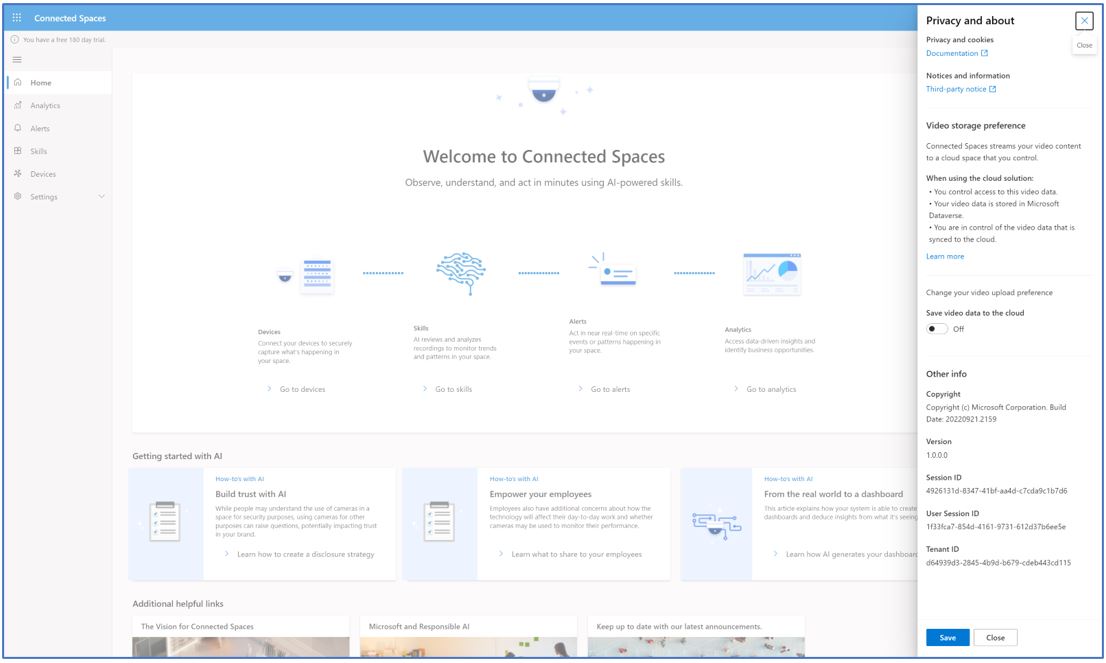 Connected Spaces
You have a free 180 day trial.
Home
Analytics
Alerts
Skills
Devices
Settings
Welcome to Connected Spaces
Observe, understand, and act in minutes using AI-powered skills.
Devices
Connect your devices to securely
capture what's happening in
your space.
Go to devices
Skills
AI reviews and analyzes
recordings to monitor trends
and patterns in your space.
Go to skills
Alerts
Act in near real-time on specific
events or patterns happening in
your space.
Go to alerts
Analytics
Access data-driven insights and
identify business opportunities.
Go to analytics
Getting started with AI
How-to's with AI
Build trust with AI
While people may understand the use of cameras in a
space for security purposes, using cameras for other
purposes can raise questions, potentially impacting trust
in your brand.
Learn how to create a disclosure strategy
How-to's with AI
Empower your employees
Employees also have additional concerns about how the
technology will affect their day-to-day work and whether
cameras may be used to monitor their performance.
Learn what to share to your employees
How-to's with AI
From the real world to a dashboard
This article explains how your system is able to create
dashboards and deduce insights from what it's seeing
Learn how AI generates your dashboard
Additional helpful links
The Vision for Connected Spaces
Microsoft and Responsible AI
Keep up to date with our latest announcements.
Privacy and about
Close
Privacy and cookies
Documentation
Notices and information
Third-party notice
Video storage preference
Connected Spaces streams your video content
to a cloud space that you control.
When using the cloud solution:
• You control access to this video data.
• Your video data is stored in Microsoft
Dataverse.
• You are in control of the video data that is
synced to the cloud.
Learn more
Change your video upload preference
Save video data to the cloud
Off
Other info
Copyright
Copyright (c) Microsoft Corporation. Build
Date: 20220921.2159
Version
1.0.0.0
Session ID
4926131d-8347-41bf-aa4d-c7cda9c1b7d6
User Session ID
1f33fca7-854d-4161-9731-612d37b6ee5e
Tenant ID
d64939d3-2845-4b9d-b679-cdeb443cd115
Save
Close